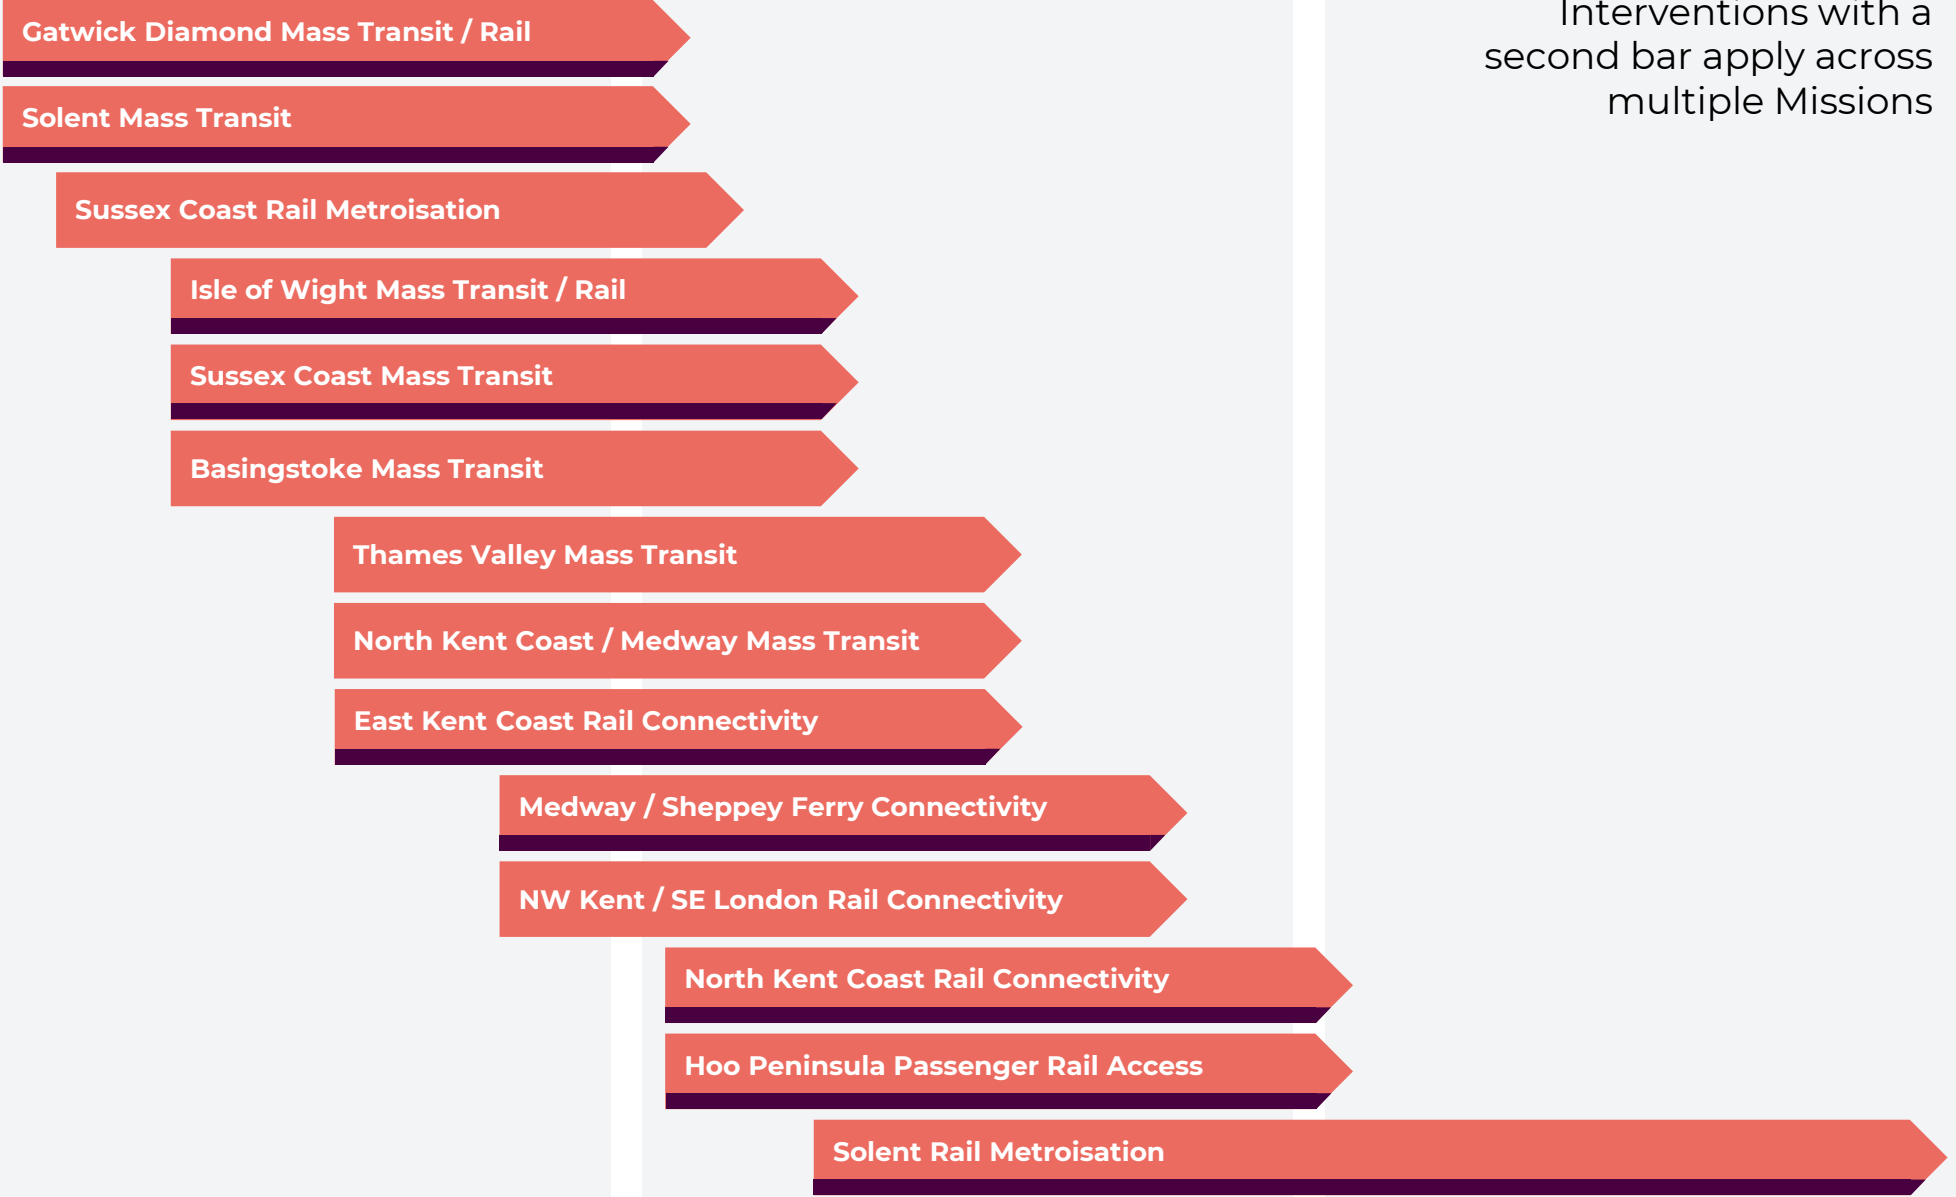 Interventions with a
second bar apply across
multiple Missions
Gatwick Diamond Mass Transit / Rail
Solent Mass Transit
Sussex Coast Rail Metroisation
Isle of Wight Mass Transit / Rail
Sussex Coast Mass Transit
Basingstoke Mass Transit
Thames Valley Mass Transit
North Kent Coast / Medway Mass Transit
East Kent Coast Rail Connectivity
Medway / Sheppey Ferry Connectivity
NW Kent / SE London Rail Connectivity
North Kent Coast Rail Connectivity
Hoo Peninsula Passenger Rail Access
Solent Rail Metroisation